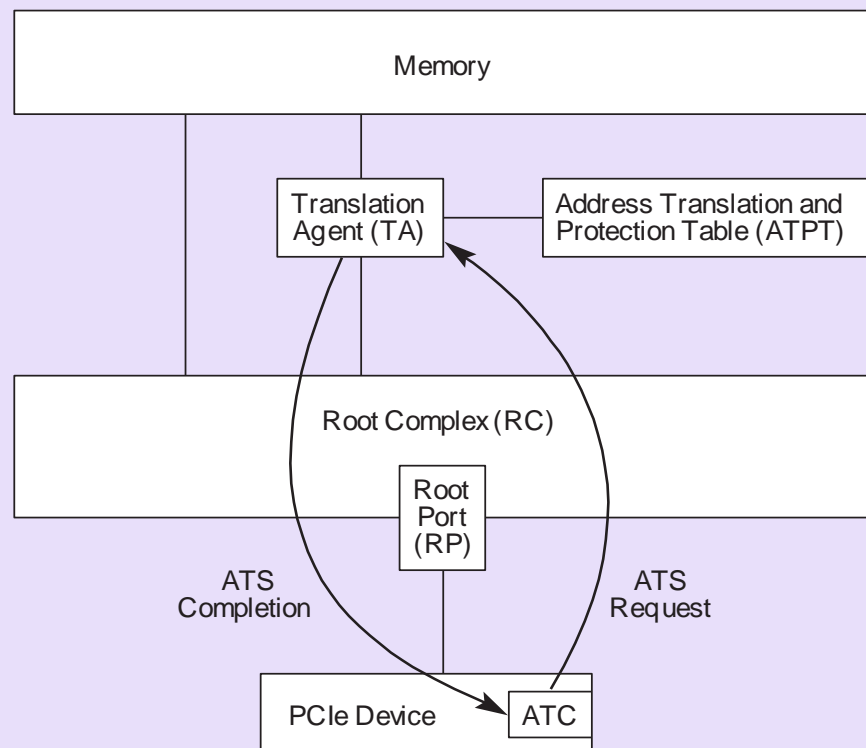 Memory
Translation
Agent (TA)
Address Translation and
Protection Table (ATPT)
Root Complex (RC)
Root
Port
(RP)
ATS
Completion
ATS
Request
PCIe Device
ATC